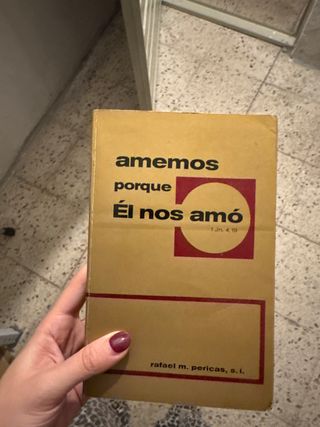 amemos
porque
Él nos amó
1 Jn. 4, 19
rafael m. pericas, s. i.